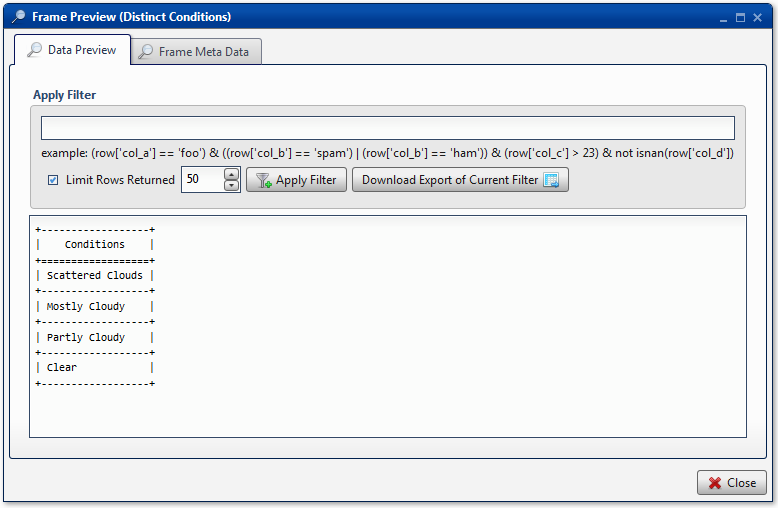 Frame Preview (Distinct Conditions)
Data Preview
Frame Meta Data
Apply Filter
example: (row['col_a'] == 'foo') & ((row['col_b'] == 'spam') | (row['col_b'] == 'ham')) & (row['col_c'] > 23) & not isnan(row['col_d'])
Limit Rows Returned 50 Apply Filter Download Export of Current Filter
+------------------+
|    Conditions    |
+==================+
| Scattered Clouds |
+------------------+
| Mostly Cloudy    |
+------------------+
| Partly Cloudy    |
+------------------+
| Clear            |
+------------------+
Close